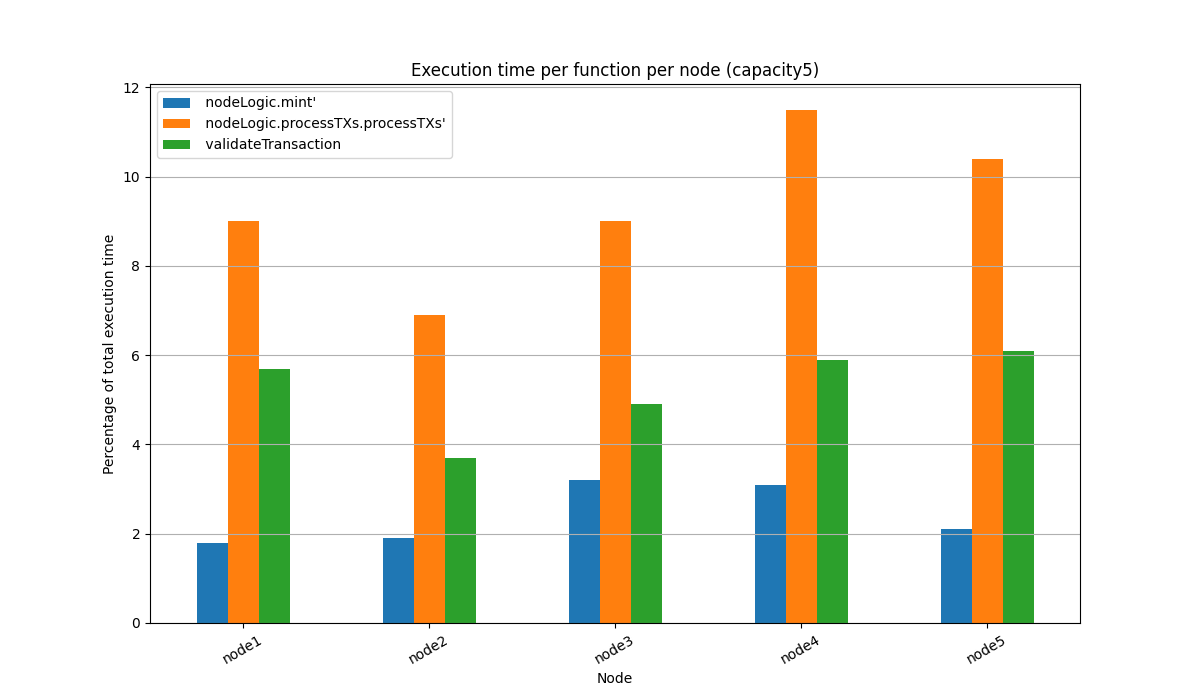 Execution time per function per node (capacity5)
nodeLogic.mint'
nodeLogic.processTXs.processTXs'
validateTransaction
Percentage of total execution time
12
10
8
6
4
2
0
node1
node2
node3
node4
node5
Node